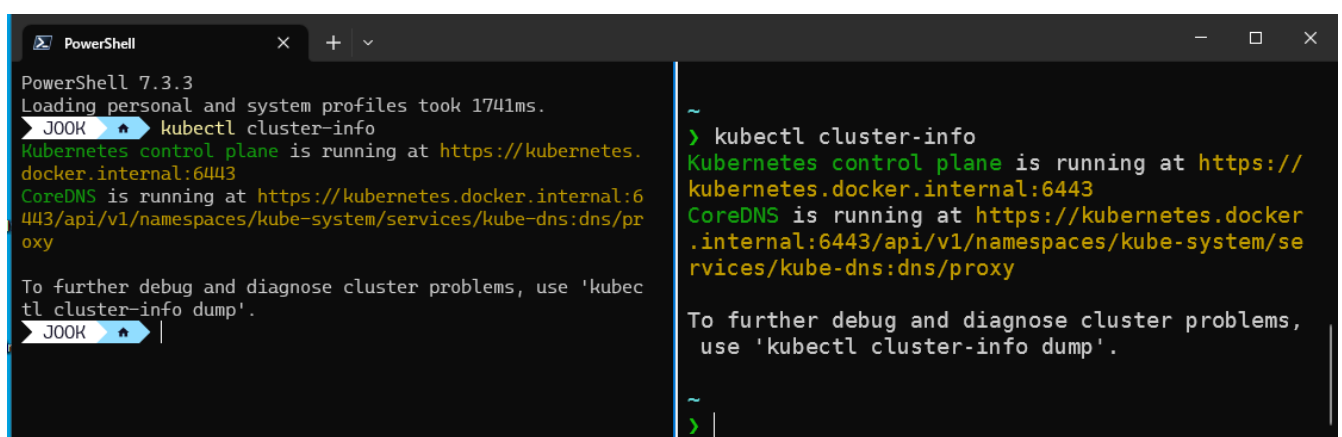 PowerShell
PowerShell 7.3.3
Loading personal and system profiles took 1741ms.
JOOK kubectl cluster-info
Kubernetes control plane is running at https://kubernetes.
docker.internal:6443
CoreDNS is running at https://kubernetes.docker.internal:6
443/api/v1/namespaces/kube-system/services/kube-dns:dns/pr
oxy
To further debug and diagnose cluster problems, use 'kubec
tl cluster-info dump'.
JOOK
~
❯ kubectl cluster-info
Kubernetes control plane is running at https://
kubernetes.docker.internal:6443
CoreDNS is running at https://kubernetes.docker
.internal:6443/api/v1/namespaces/kube-system/se
rvices/kube-dns:dns/proxy
To further debug and diagnose cluster problems,
use 'kubectl cluster-info dump'.
~
❯